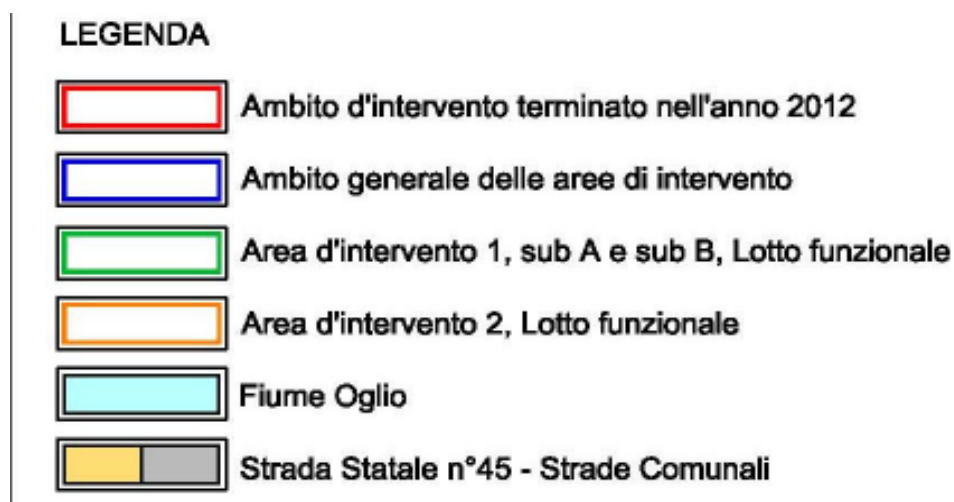 LEGENDA
Ambito d'intervento terminato nell'anno 2012
Ambito generale delle aree di intervento
Area d'intervento 1, sub A e sub B, Lotto funzionale
Area d'intervento 2, Lotto funzionale
Fiume Oglio
Strada Statale n°45 - Strade Comunali